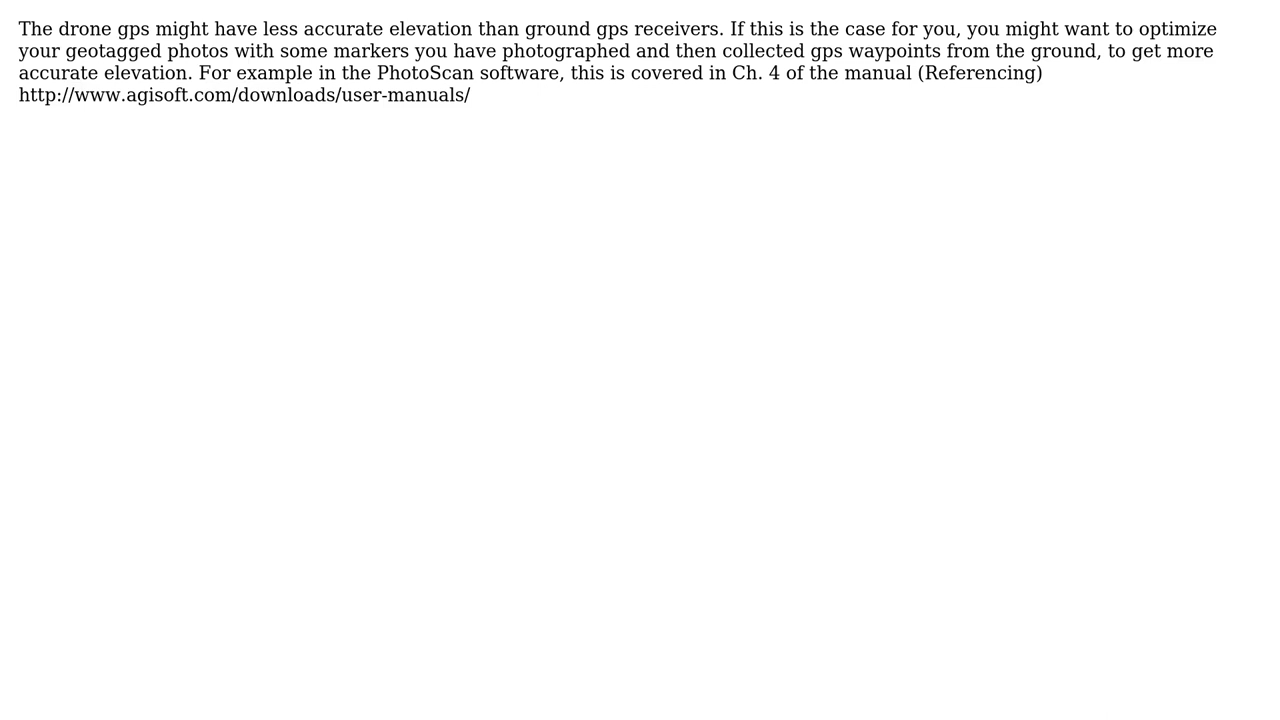 The drone gps might have less accurate elevation than ground gps receivers. If this is the case for you, you might want to optimize
your geotagged photos with some markers you have photographed and then collected gps waypoints from the ground, to get more
accurate elevation. For example in the PhotoScan software, this is covered in Ch. 4 of the manual (Referencing)
http://www.agisoft.com/downloads/user-manuals/